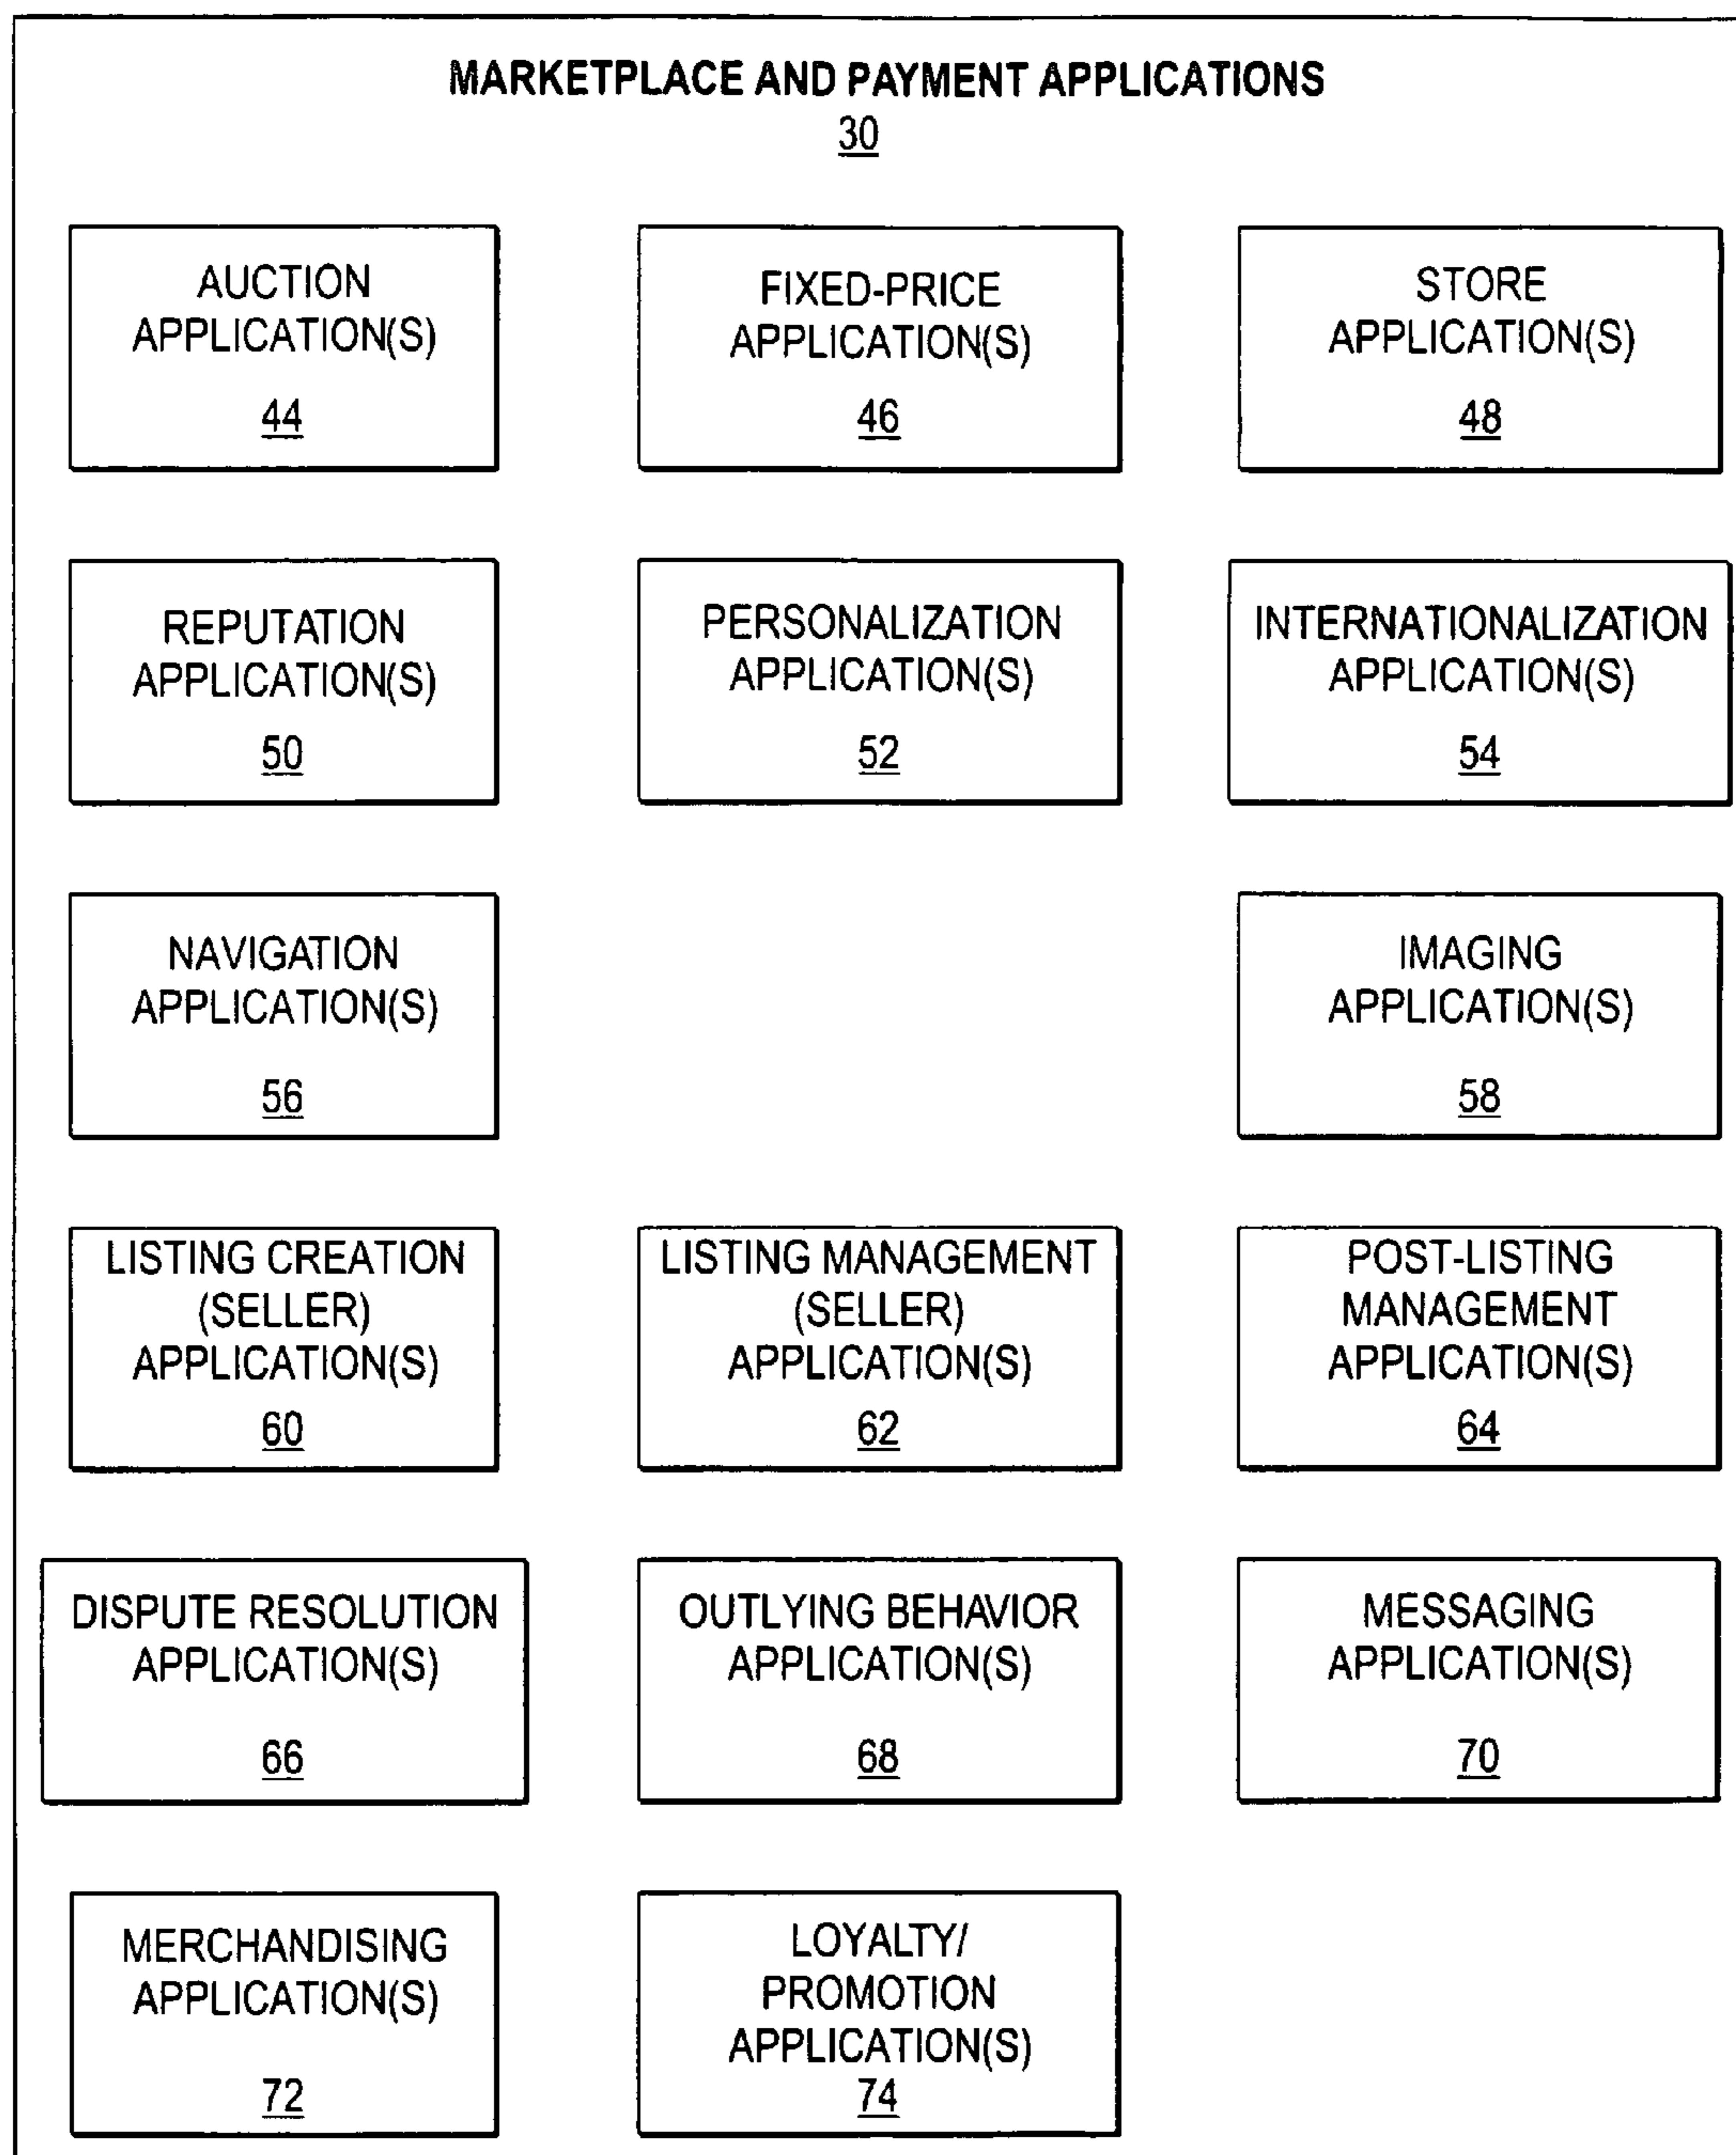 MARKETPLACE AND PAYMENT APPLICATIONS
30
AUCTION
APPLICATION(S)
44
FIXED-PRICE
APPLICATION(S)
46
STORE
APPLICATION(S)
48
REPUTATION
APPLICATION(S)
50
PERSONALIZATION
APPLICATION(S)
52
INTERNATIONALIZATION
APPLICATION(S)
54
NAVIGATION
APPLICATION(S)
56
IMAGING
APPLICATION(S)
58
LISTING CREATION
(SELLER)
APPLICATION(S)
60
LISTING MANAGEMENT
(SELLER)
APPLICATION(S)
62
POST-LISTING
MANAGEMENT
APPLICATION(S)
64
DISPUTE RESOLUTION
APPLICATION(S)
66
OUTLYING BEHAVIOR
APPLICATION(S)
68
MESSAGING
APPLICATION(S)
70
MERCHANDISING
APPLICATION(S)
72
LOYALTY/
PROMOTION
APPLICATION(S)
74